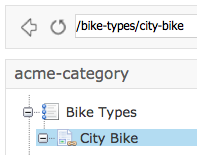 /bike-types/city-bike
acme-category
Bike Types
City Bike